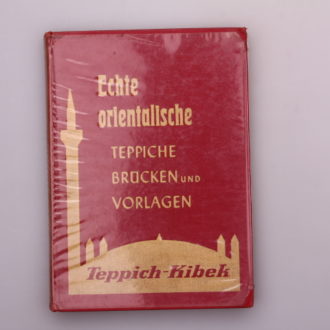 Echte
orientalische
TEPPICHE
BRÜCKEN UND
VORLAGEN
Teppich-Kibek